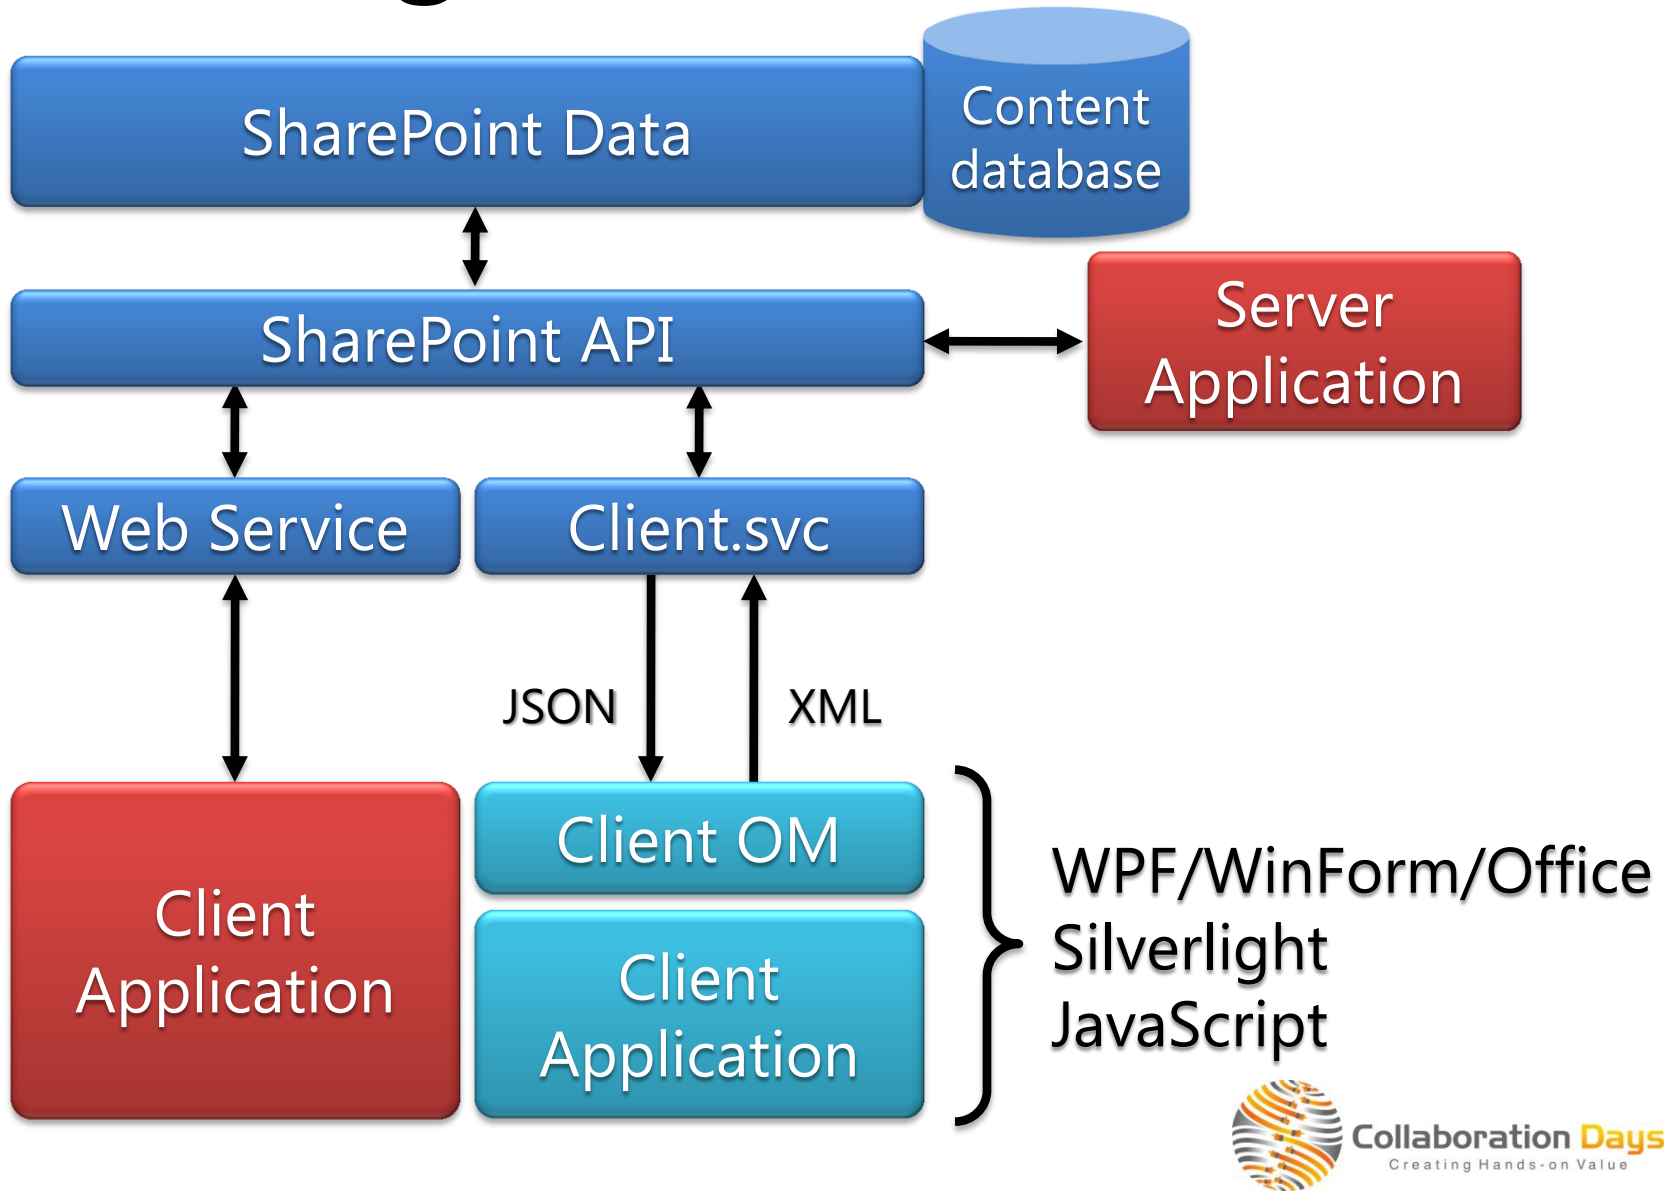 SharePoint Data
Content
database
SharePoint API
Server
Application
Web Service
Client.svc
JSON
XML
Client
Application
Client OM
Client
Application
WPF/WinForm/Office
Silverlight
JavaScript
Collaboration Days
Creating Hands-on Value